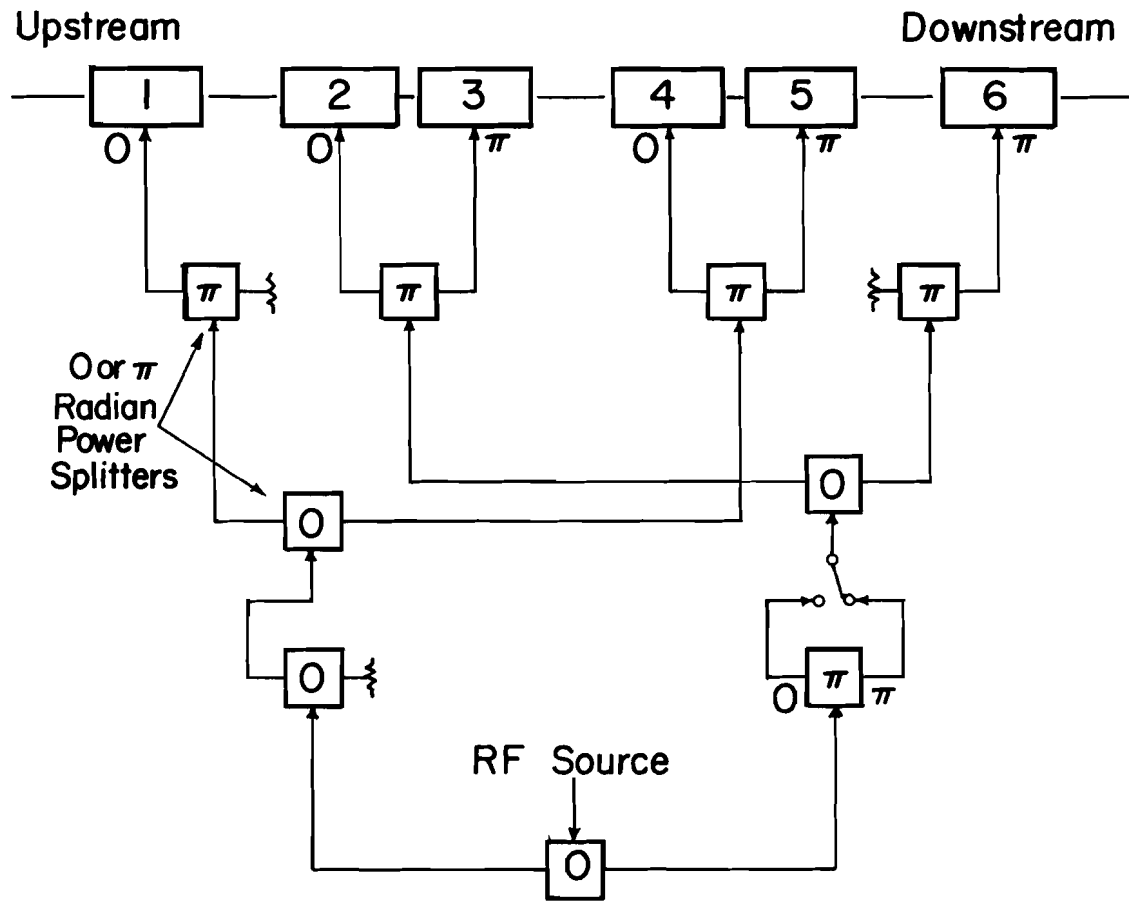 Upstream
Downstream
1
2
3
4
5
6
0
0
π
0
π
π
π
π
π
π
0 or π
Radian
Power
Splitters
0
0
0
π
0
π
RF Source
0